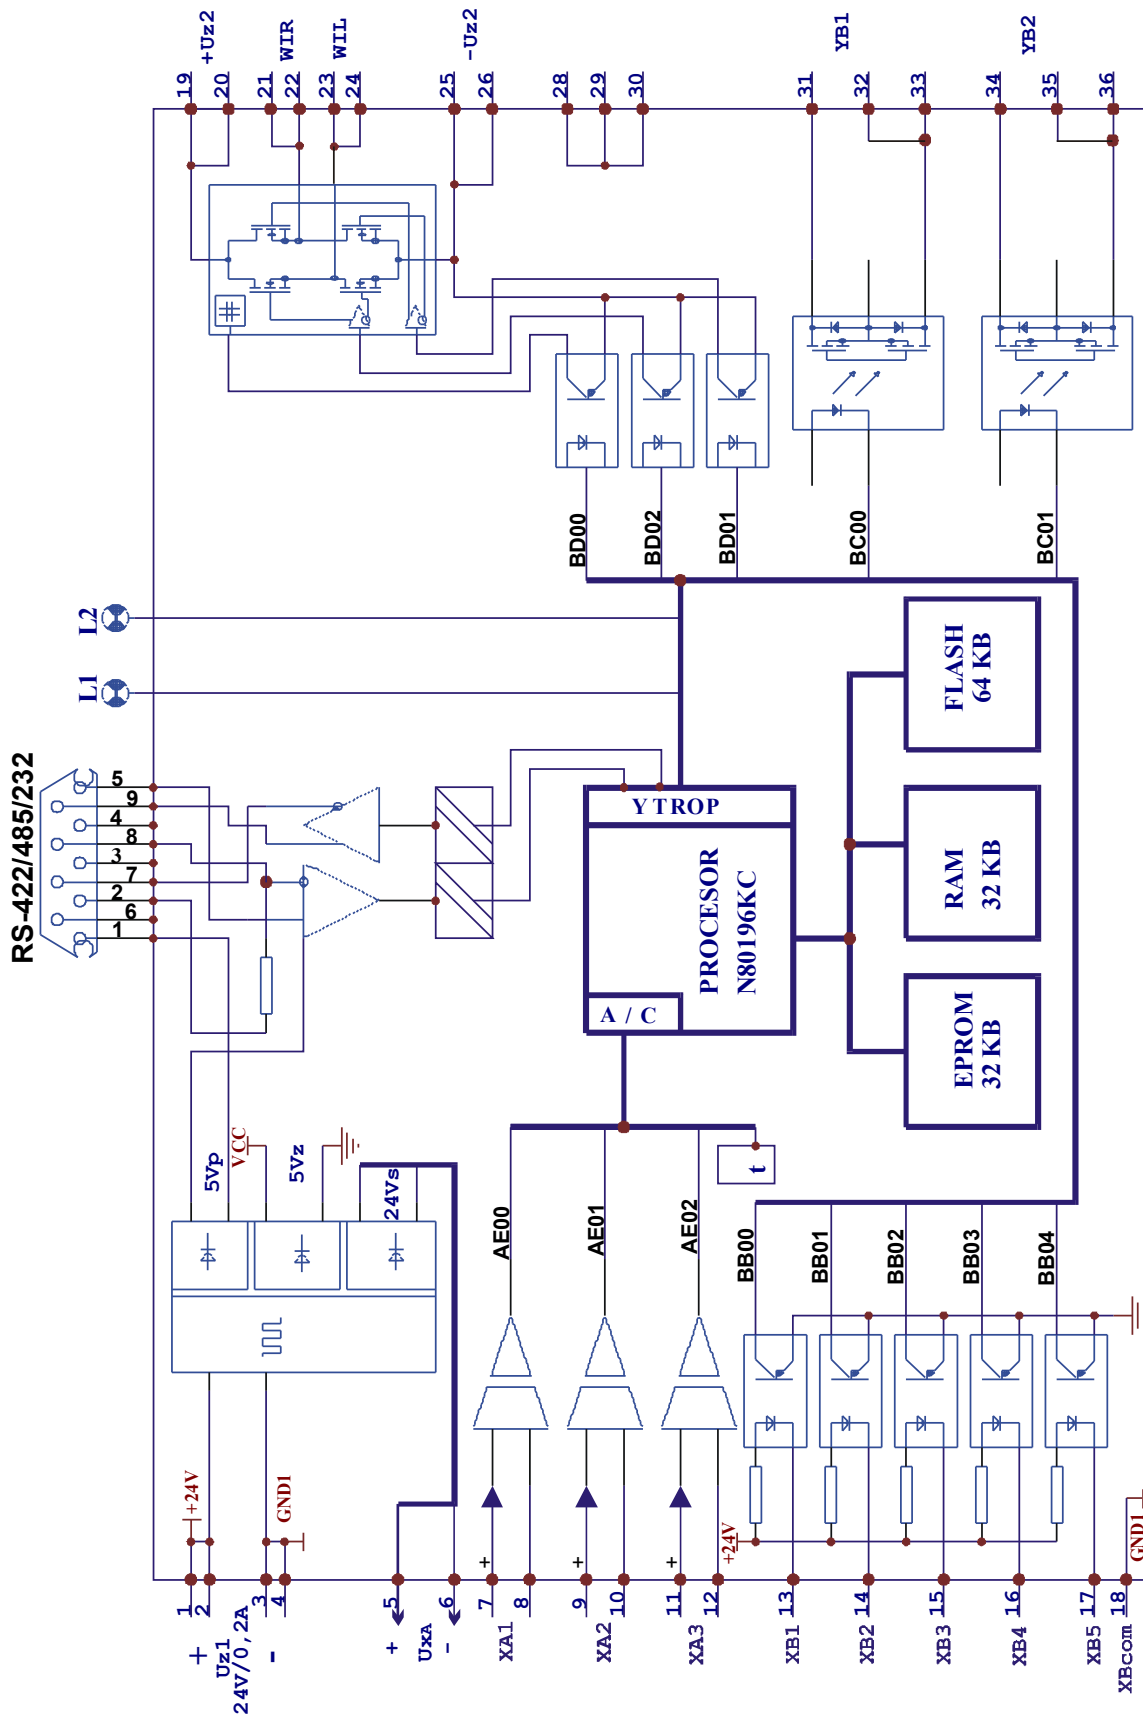 19
20
+Uz2
21
22
WIR
23
24
WIL
25
26
-Uz2
28
29
30
31
32
33
YB1
34
35
36
YB2
BD00
BD02
BD01
BC00
BC01
L2
L1
RS-422/485/232
5
9
4
8
3
7
2
6
1
YTROP
PROCESOR
N80196KC
A / C
FLASH
64 KB
RAM
32 KB
EPROM
32 KB
5Vp
VCC
5Vz
24Vs
t
AE00
AE01
AE02
BB00
BB01
BB02
BB03
BB04
+24V
GND1
+24V
GND1
+
+
+
1
2
3
4
+
Uz1
24V/0,2A
-
5
6
+
UxA
-
7
8
XA1
9
10
XA2
11
12
XA3
13
XB1
14
XB2
15
XB3
16
XB4
17
XB5
18
XBcom